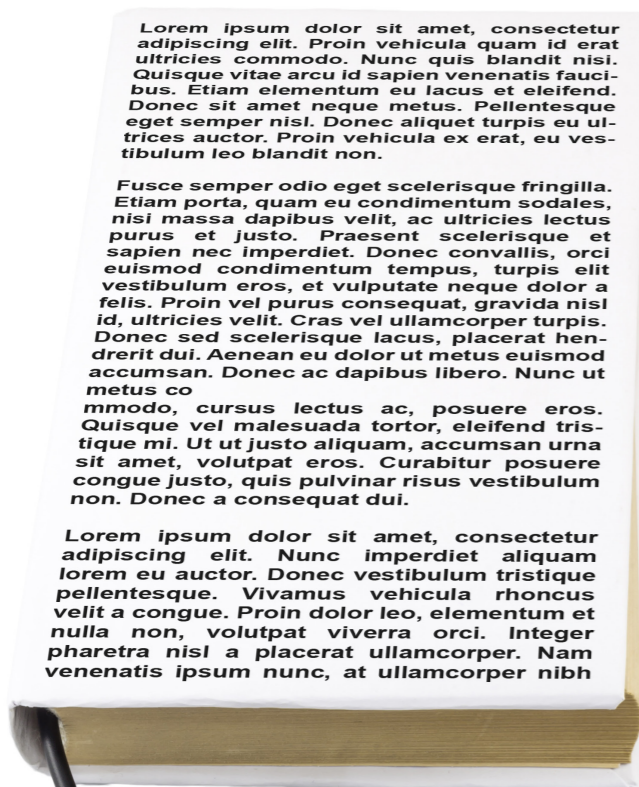 Lorem ipsum dolor sit amet, consectetur
adipiscing elit. Proin vehicula quam id erat
ultricies commodo. Nunc quis blandit nisi.
Quisque vitae arcu id sapien venenatis fauci-
bus. Etiam elementum eu lacus et eleifend.
Donec sit amet neque metus. Pellentesque
eget semper nisl. Donec aliquet turpis eu ul-
trices auctor. Proin vehicula ex erat, eu ves-
tibulum leo blandit non.
Fusce semper odio eget scelerisque fringilla.
Etiam porta, quam eu condimentum sodales,
nisi massa dapibus velit, ac ultricies lectus
purus et justo. Praesent scelerisque et
sapien nec imperdiet. Donec convallis, orci
euismod condimentum tempus, turpis elit
vestibulum eros, et vulputate neque dolor a
felis. Proin vel purus consequat, gravida nisl
id, ultricies velit. Cras vel ullamcorper turpis.
Donec sed scelerisque lacus, placerat hen-
drerit dui. Aenean eu dolor ut metus euismod
accumsan. Donec ac dapibus libero. Nunc ut
metus co
mmodo, cursus lectus ac, posuere eros.
Quisque vel malesuada tortor, eleifend tris-
tique mi. Ut ut justo aliquam, accumsan urna
sit amet, volutpat eros. Curabitur posuere
congue justo, quis pulvinar risus vestibulum
non. Donec a consequat dui.
Lorem ipsum dolor sit amet, consectetur
adipiscing elit. Nunc imperdiet aliquam
lorem eu auctor. Donec vestibulum tristique
pellentesque. Vivamus vehicula rhoncus
velit a congue. Proin dolor leo, elementum et
nulla non, volutpat viverra orci. Integer
pharetra nisl a placerat ullamcorper. Nam
venenatis ipsum nunc, at ullamcorper nibh